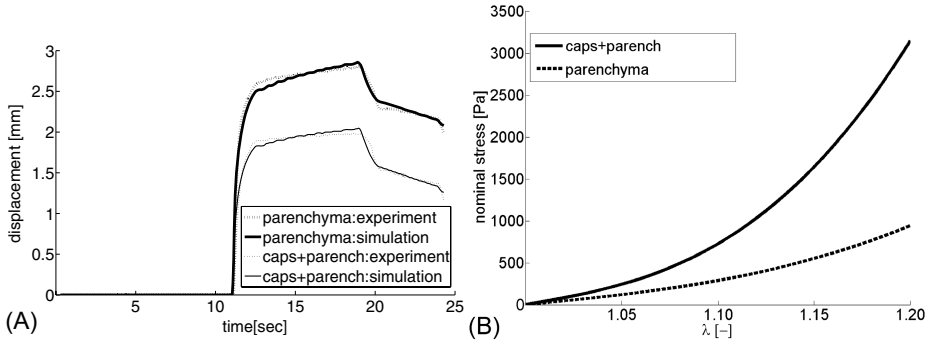 3
2.5
2
1.5
1
0.5
0
displacement [mm]
parenchyma:experiment
parenchyma:simulation
caps+parench:experiment
caps+parench:simulation
0 5 10 15 20 25
time[sec]
(A)
3500
3000
2500
2000
1500
1000
500
0
nominal stress [Pa]
caps+parench
parenchyma
1.05 1.10 1.15 1.20
λ [−]
(B)